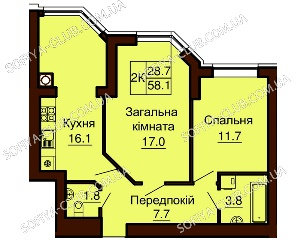 2К 28.7
58.1
Кухня
16.1
Загальна
кімната
17.0
Спальня
11.7
1.8
Передпокій
7.7
3.8